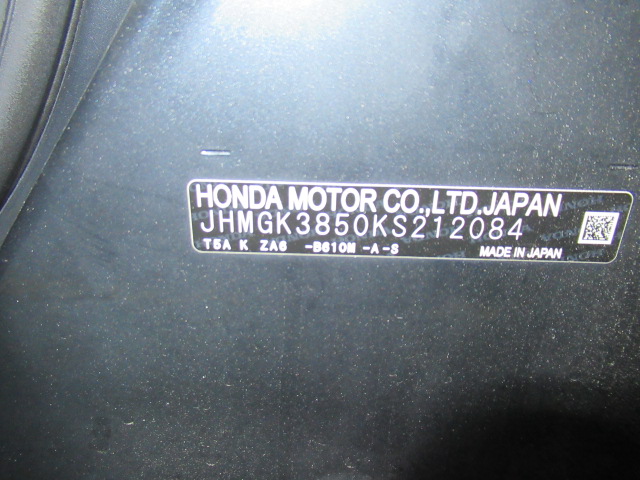 HONDA MOTOR CO.,LTD.JAPAN
JHMGK3850KS212084
T5A K ZA6 -B610M -A-S
MADE IN JAPAN